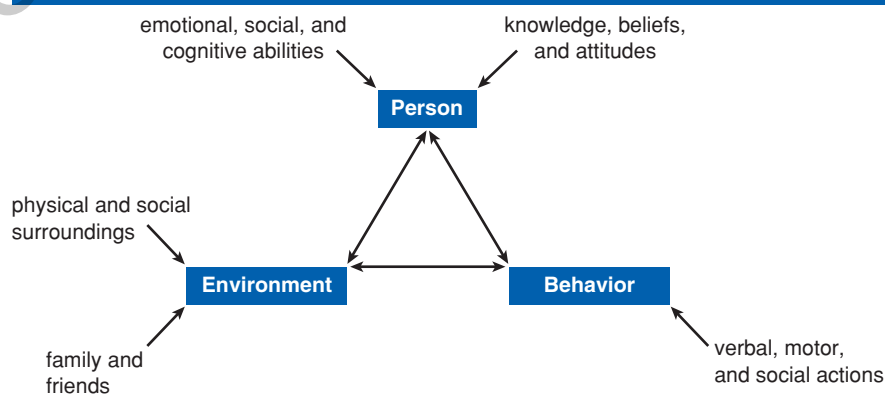 emotional, social, and
cognitive abilities
knowledge, beliefs,
and attitudes
Person
physical and social
surroundings
Environment
Behavior
family and
friends
verbal, motor,
and social actions